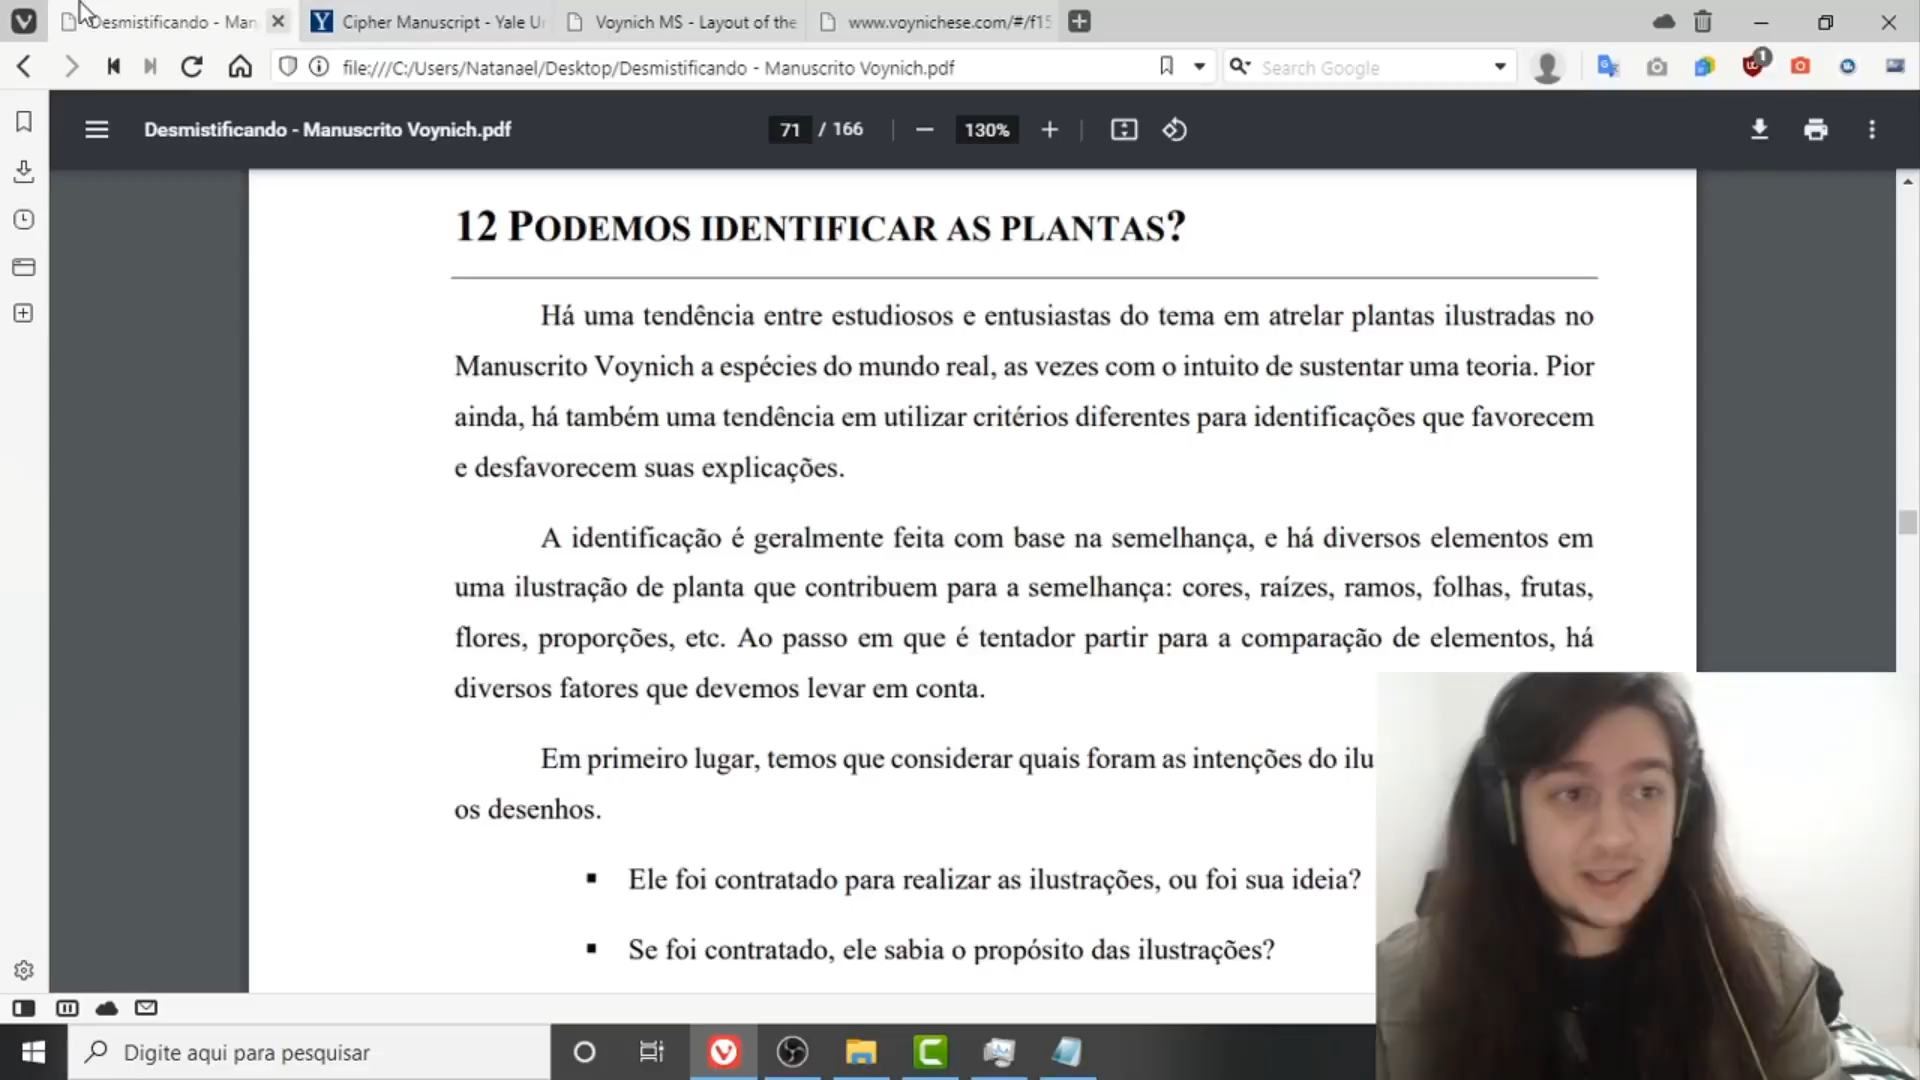 Desmistificando - Man
Cipher Manuscript - Yale Un
Voynich MS - Layout of the
www.voynichese.com/#/f15
file:///C:/Users/Natanael/Desktop/Desmistificando - Manuscrito Voynich.pdf
Search Google
1
Desmistificando - Manuscrito Voynich.pdf
71 / 166
130%
12 PODEMOS IDENTIFICAR AS PLANTAS?
Há uma tendência entre estudiosos e entusiastas do tema em atrelar plantas ilustradas no
Manuscrito Voynich a espécies do mundo real, as vezes com o intuito de sustentar uma teoria. Pior
ainda, há também uma tendência em utilizar critérios diferentes para identificações que favorecem
e desfavorecem suas explicações.
A identificação é geralmente feita com base na semelhança, e há diversos elementos em
uma ilustração de planta que contribuem para a semelhança: cores, raízes, ramos, folhas, frutas,
flores, proporções, etc. Ao passo em que é tentador partir para a comparação de elementos, há
diversos fatores que devemos levar em conta.
Em primeiro lugar, temos que considerar quais foram as intenções do ilu
os desenhos.
▪ Ele foi contratado para realizar as ilustrações, ou foi sua ideia?
▪ Se foi contratado, ele sabia o propósito das ilustrações?
Digite aqui para pesquisar